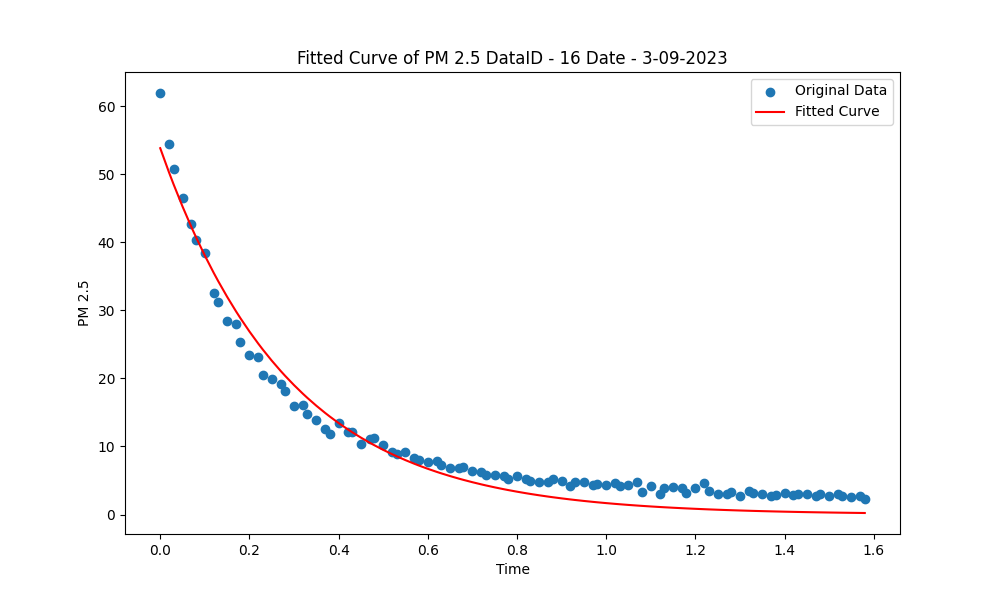 Fitted Curve of PM 2.5 DataID - 16 Date - 3-09-2023
Original Data
Fitted Curve
PM 2.5
60
50
40
30
20
10
0
0.0 0.2 0.4 0.6 0.8 1.0 1.2 1.4 1.6
Time